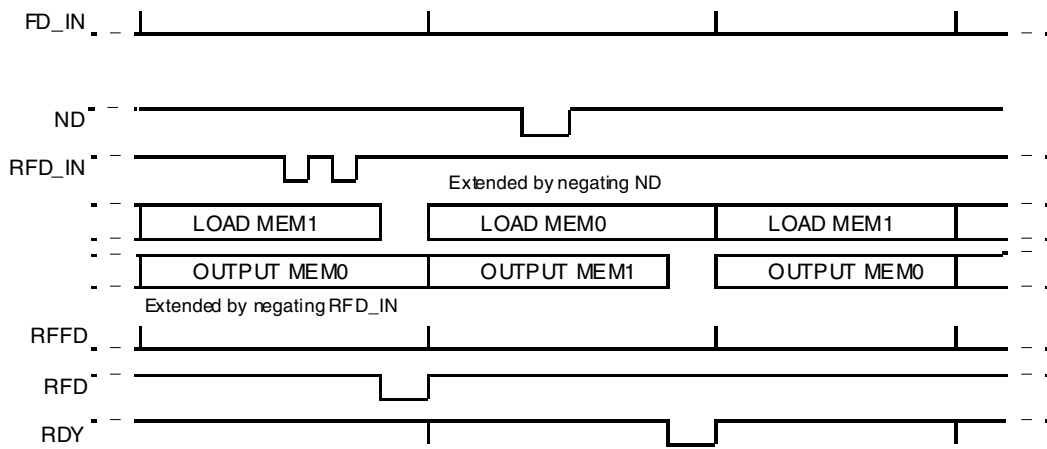 FD_IN
ND
RFD_IN
Extended by negating ND
LOAD MEM1 LOAD MEM0 LOAD MEM1
OUTPUT MEM0 OUTPUT MEM1 OUTPUT MEM0
Extended by negating RFD_IN
RFFD
RFD
RDY